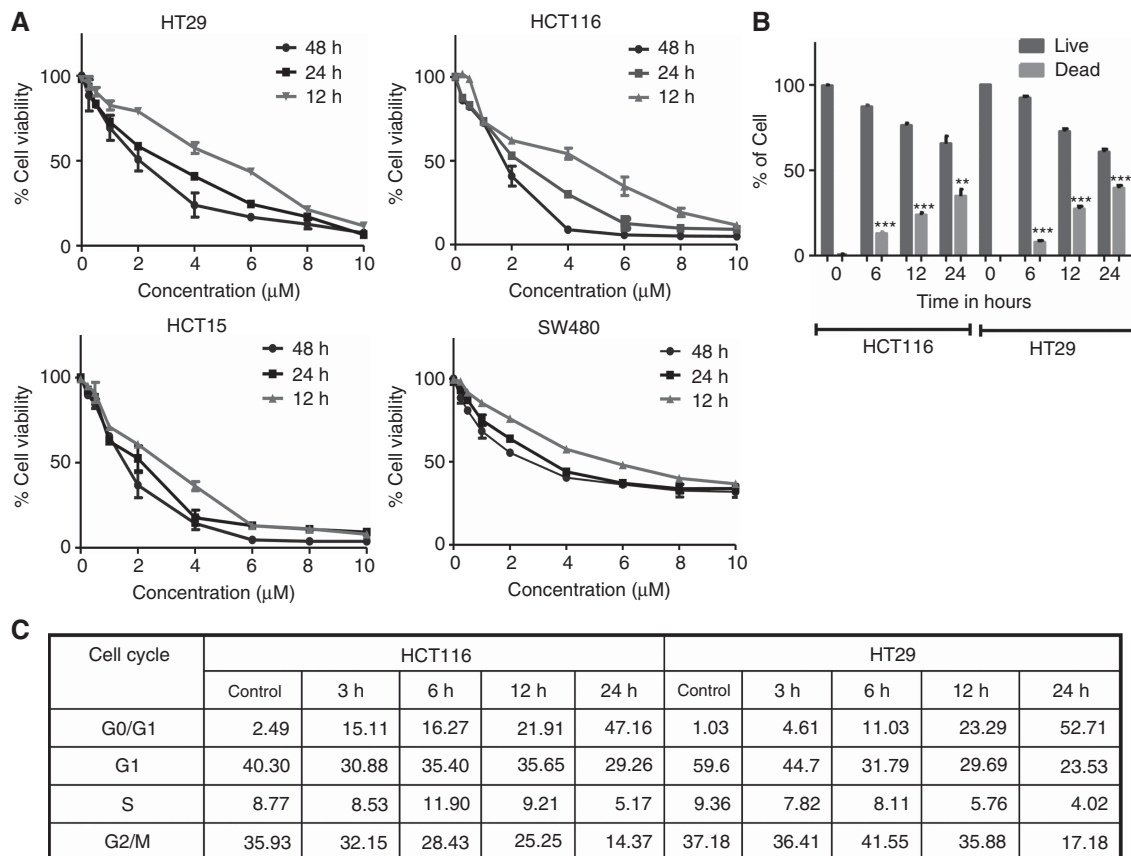 A
HT29
% Cell viability
100
50
0
48 h
24 h
12 h
0 2 4 6 8 10
Concentration (μM)
HCT116
% Cell viability
100
50
0
48 h
24 h
12 h
0 2 4 6 8 10
Concentration (μM)
HCT15
% Cell viability
100
50
0
48 h
24 h
12 h
0 2 4 6 8 10
Concentration (μM)
SW480
% Cell viability
100
50
0
48 h
24 h
12 h
0 2 4 6 8 10
Concentration (μM)
B
Live
Dead
% of Cell
100
50
0
*** *** ** *** *** ***
0 6 12 24 0 6 12 24
Time in hours
HCT116 HT29
C
Cell cycle HCT116 HT29
Control 3 h 6 h 12 h 24 h Control 3 h 6 h 12 h 24 h
G0/G1 2.49 15.11 16.27 21.91 47.16 1.03 4.61 11.03 23.29 52.71
G1 40.30 30.88 35.40 35.65 29.26 59.6 44.7 31.79 29.69 23.53
S 8.77 8.53 11.90 9.21 5.17 9.36 7.82 8.11 5.76 4.02
G2/M 35.93 32.15 28.43 25.25 14.37 37.18 36.41 41.55 35.88 17.18